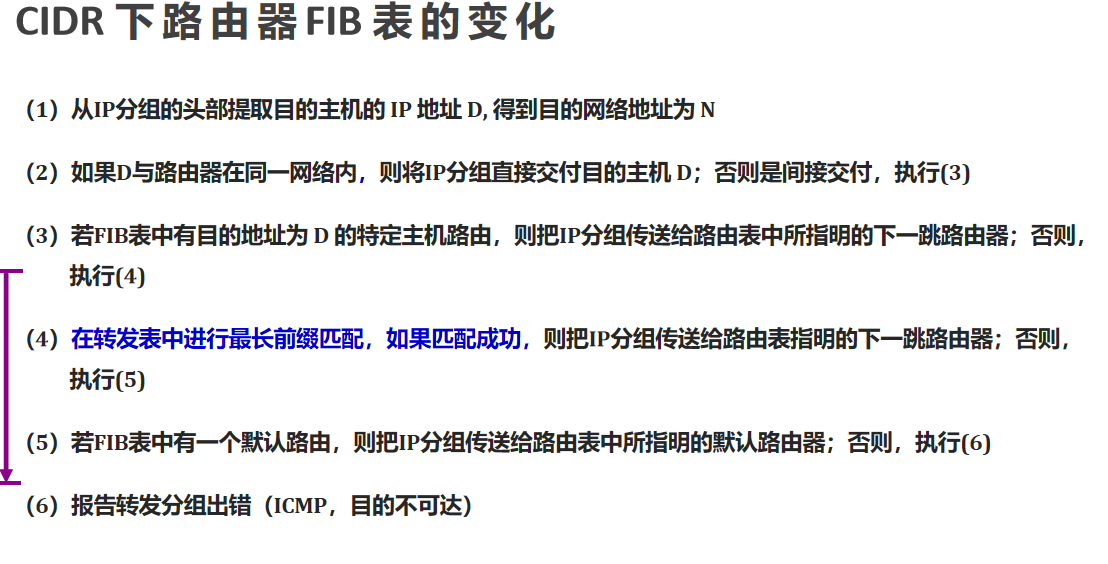 CIDR 下路由器FIB 表的变化
（1）从IP分组的头部提取目的主机的 IP 地址 D, 得到目的网络地址为 N
（2）如果D与路由器在同一网络内，则将IP分组直接交付目的主机 D；否则是间接交付，执行(3)
（3）若FIB表中有目的地址为 D 的特定主机路由，则把IP分组传送给路由表中所指明的下一跳路由器；否则，
执行(4)
（4）在转发表中进行最长前缀匹配，如果匹配成功，则把IP分组传送给路由表指明的下一跳路由器；否则，
执行(5)
（5）若FIB表中有一个默认路由，则把IP分组传送给路由表中所指明的默认路由器；否则，执行(6)
（6）报告转发分组出错（ICMP，目的不可达）